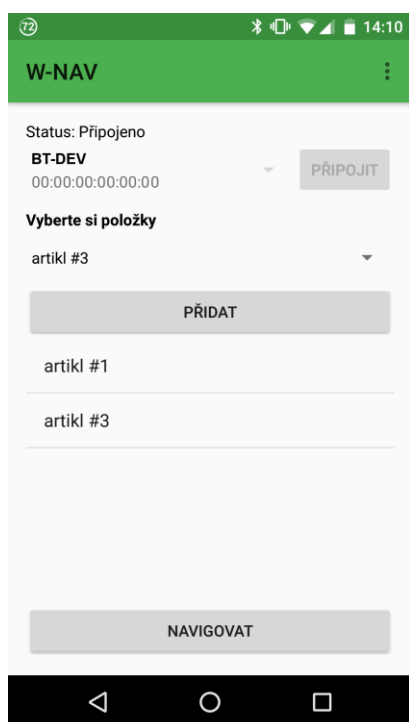 72 14:10
W-NAV
Status: Připojeno
BT-DEV
00:00:00:00:00:00
PŘIPOJIT
Vyberte si položky
artikl #3
PŘIDAT
artikl #1
artikl #3
NAVIGOVAT